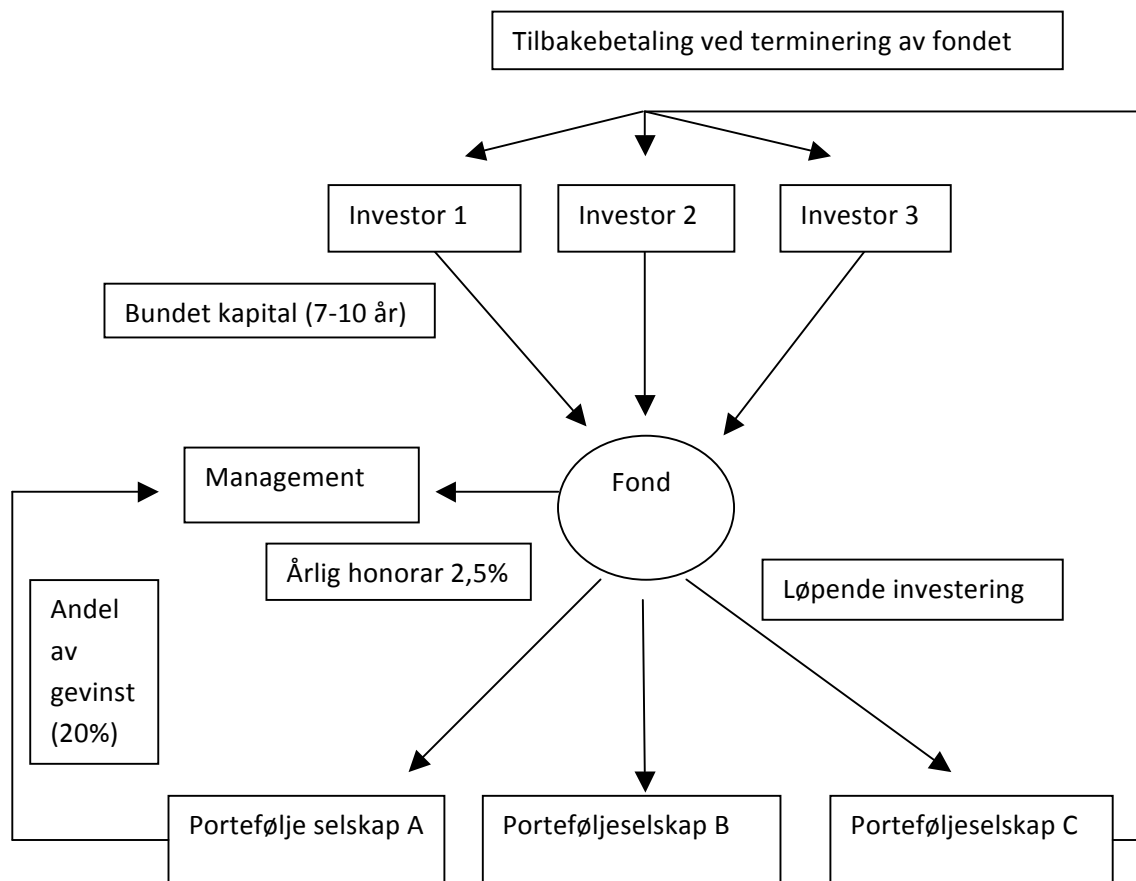 Tilbakebetaling ved terminering av fondet
Investor 1
Investor 2
Investor 3
Bundet kapital (7-10 år)
Management
Fond
Årlig honorar 2,5%
Løpende investering
Andel
av
gevinst
(20%)
Portefølje selskap A
Porteføljeselskap B
Porteføljeselskap C